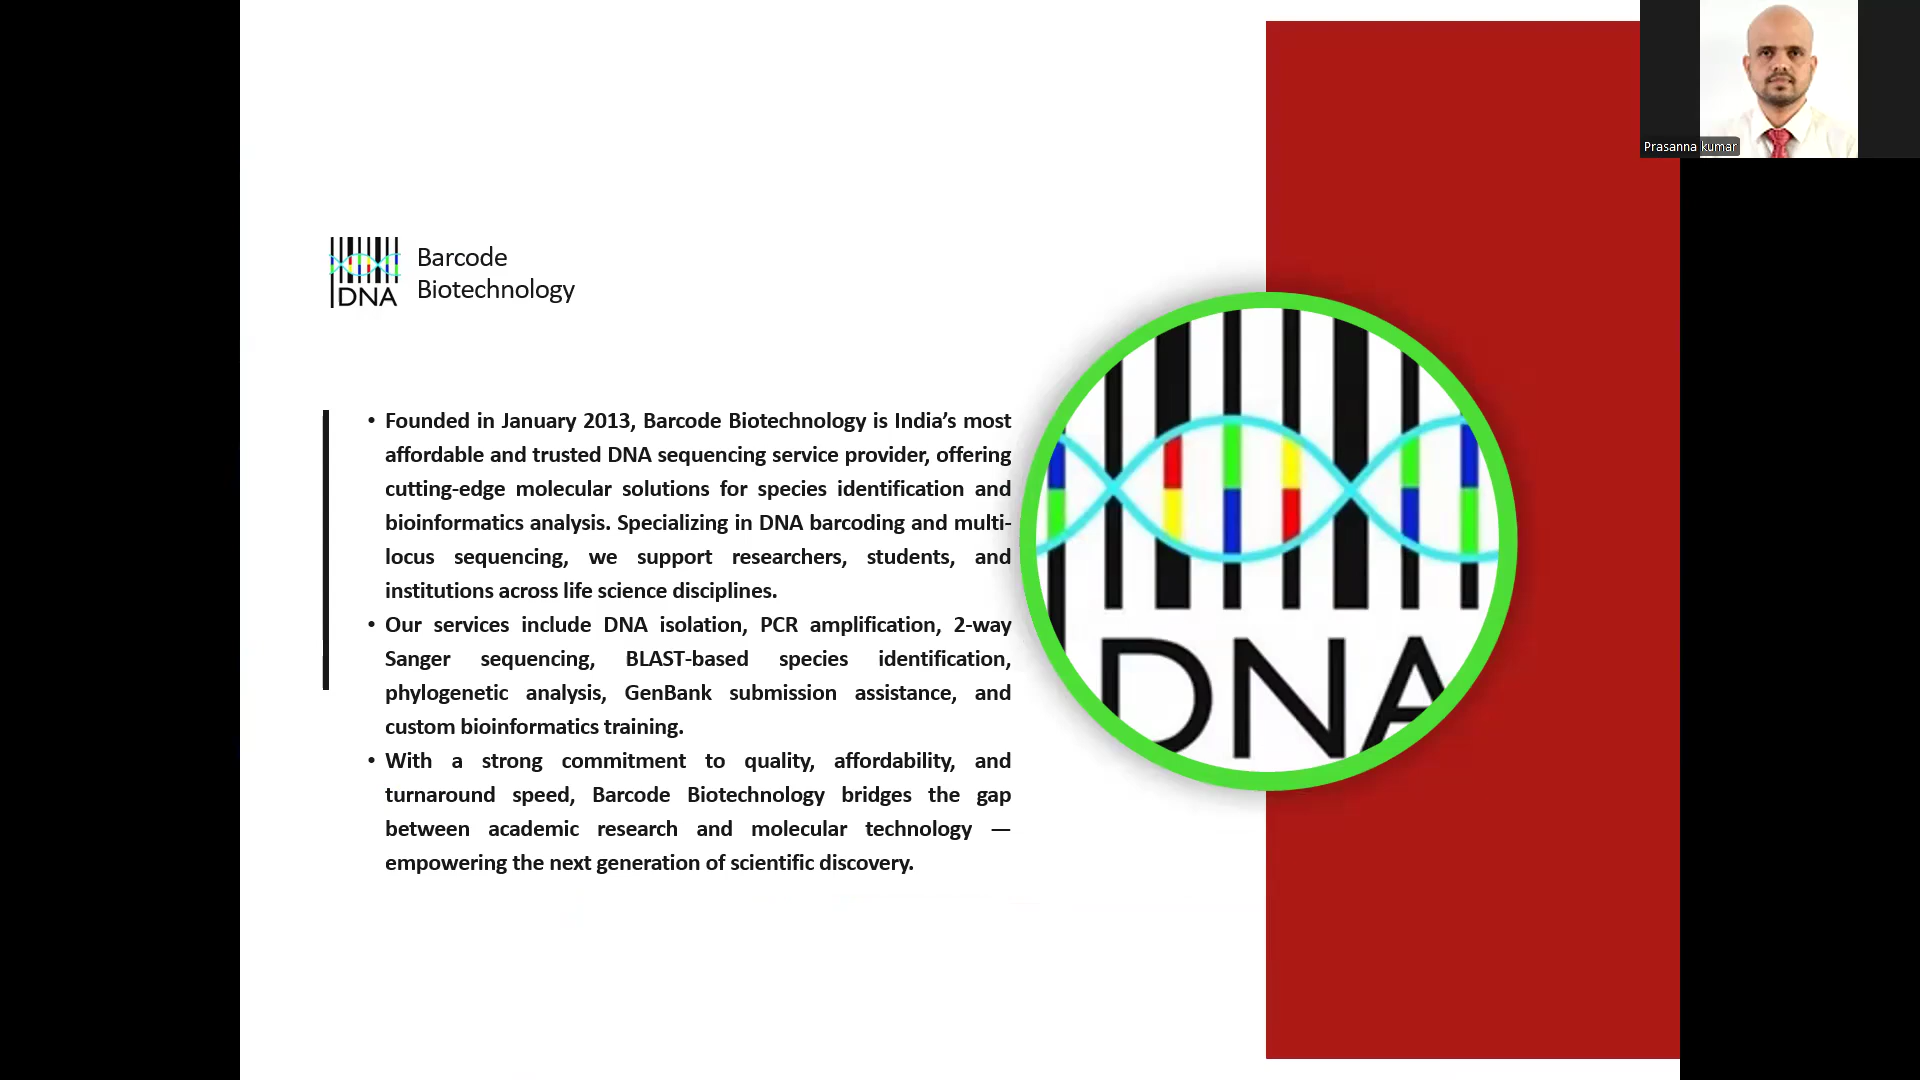 Prasanna kumar
DNA
Barcode
Biotechnology
• Founded in January 2013, Barcode Biotechnology is India’s most
affordable and trusted DNA sequencing service provider, offering
cutting-edge molecular solutions for species identification and
bioinformatics analysis. Specializing in DNA barcoding and multi-
locus sequencing, we support researchers, students, and
institutions across life science disciplines.
• Our services include DNA isolation, PCR amplification, 2-way
Sanger sequencing, BLAST-based species identification,
phylogenetic analysis, GenBank submission assistance, and
custom bioinformatics training.
• With a strong commitment to quality, affordability, and
turnaround speed, Barcode Biotechnology bridges the gap
between academic research and molecular technology —
empowering the next generation of scientific discovery.
DNA